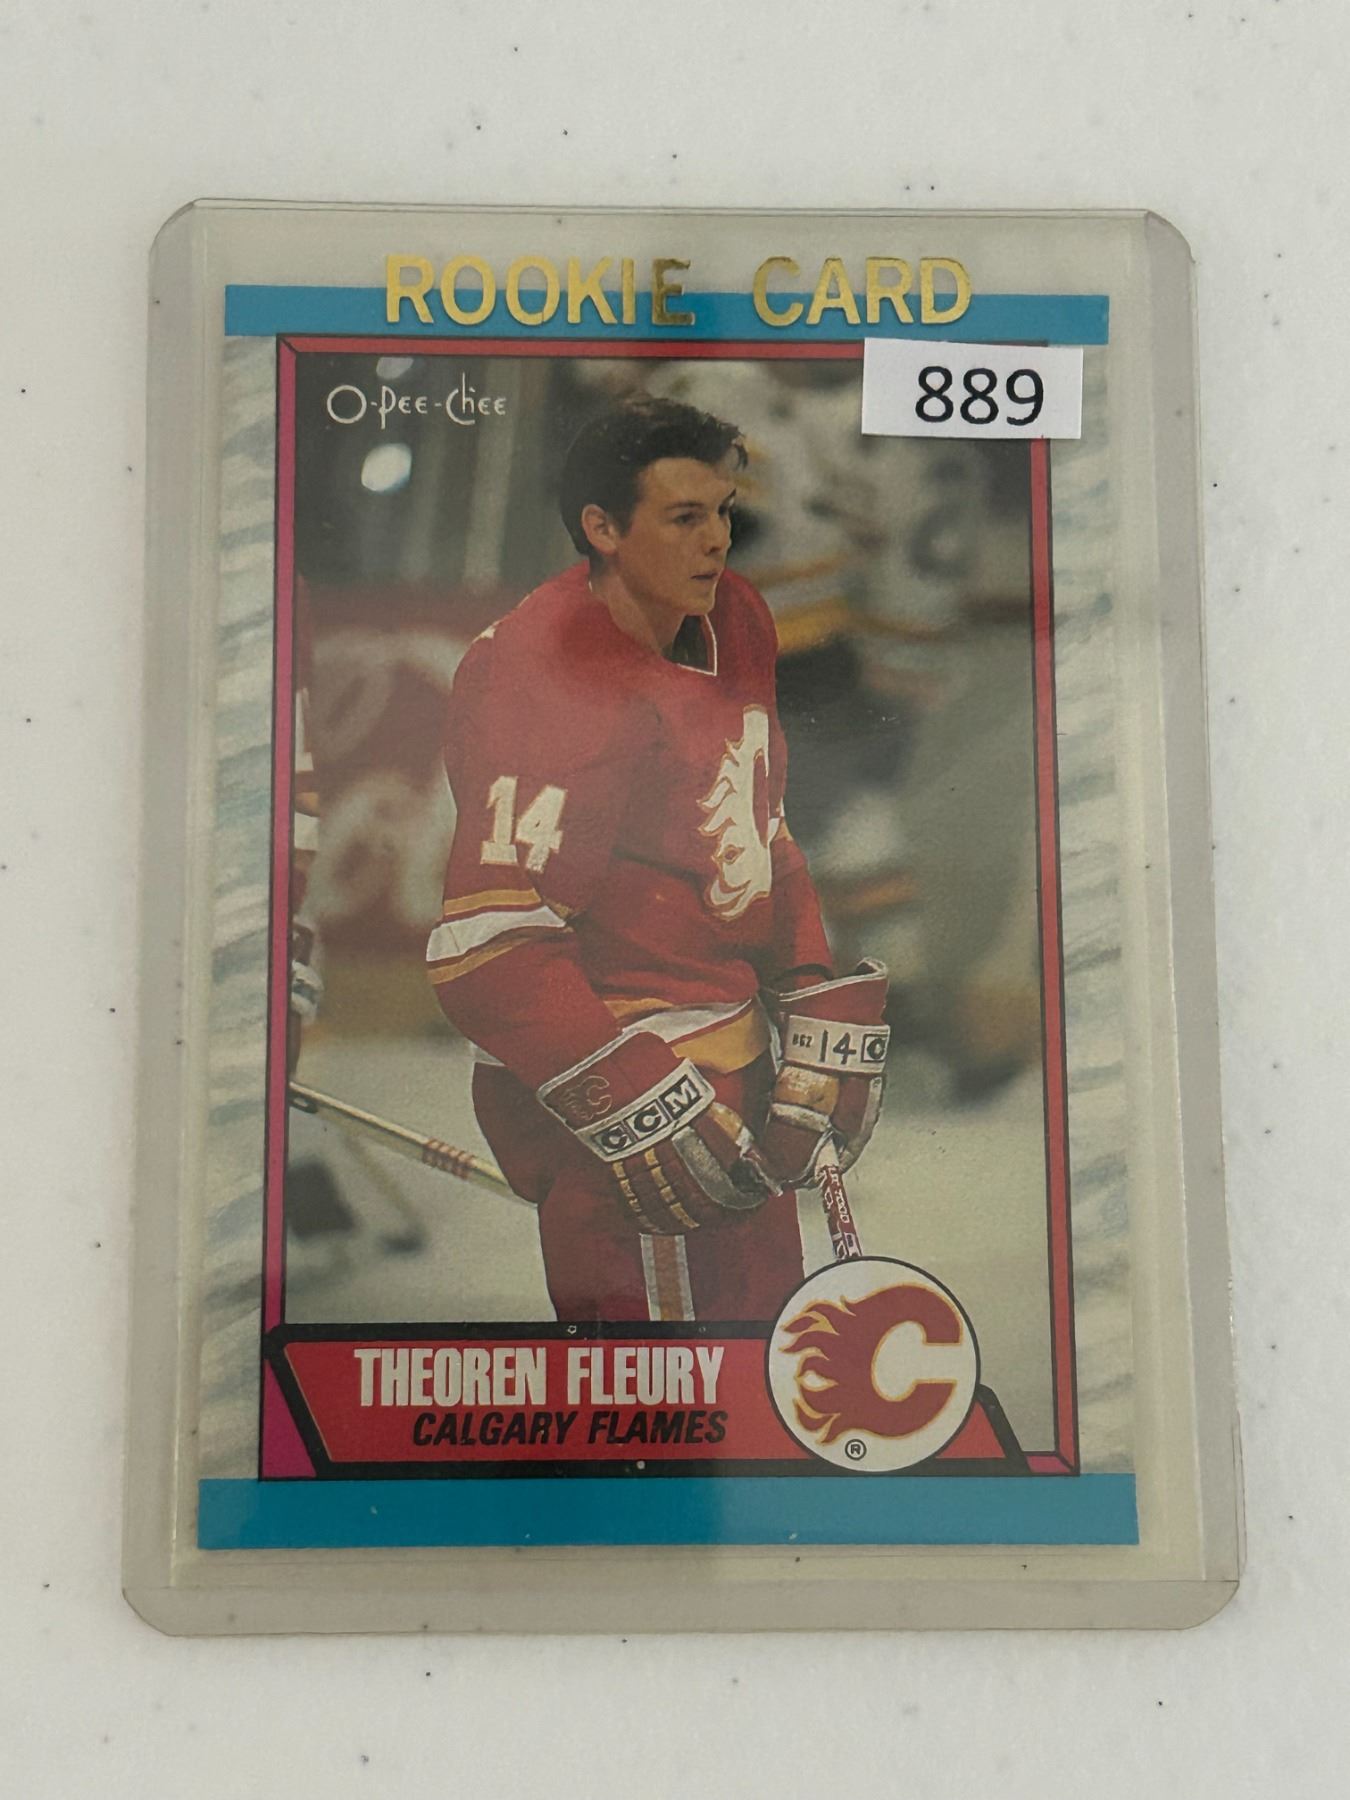 ROOKIE CARD
889
O-Pee-Chee
14
14
CCM
THEOREN FLEURY
CALGARY FLAMES
C
®